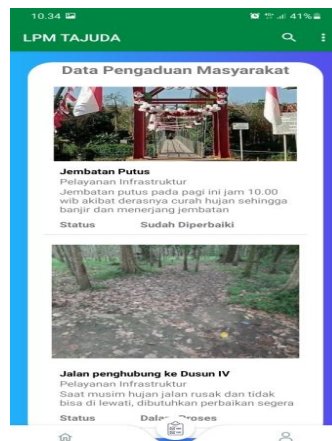 10.34
41%
LPM TAJUDA
Data Pengaduan Masyarakat
Jembatan Putus
Pelayanan Infrastruktur
Jembatan putus pada pagi ini jam 10.00
wib akibat derasnya curah hujan sehingga
banjir dan menerjang jembatan
Status Sudah Diperbaiki
Jalan penghubung ke Dusun IV
Pelayanan Infrastruktur
Saat musim hujan jalan rusak dan tidak
bisa di lewati, dibutuhkan perbaikan segera
Status Dalam Proses